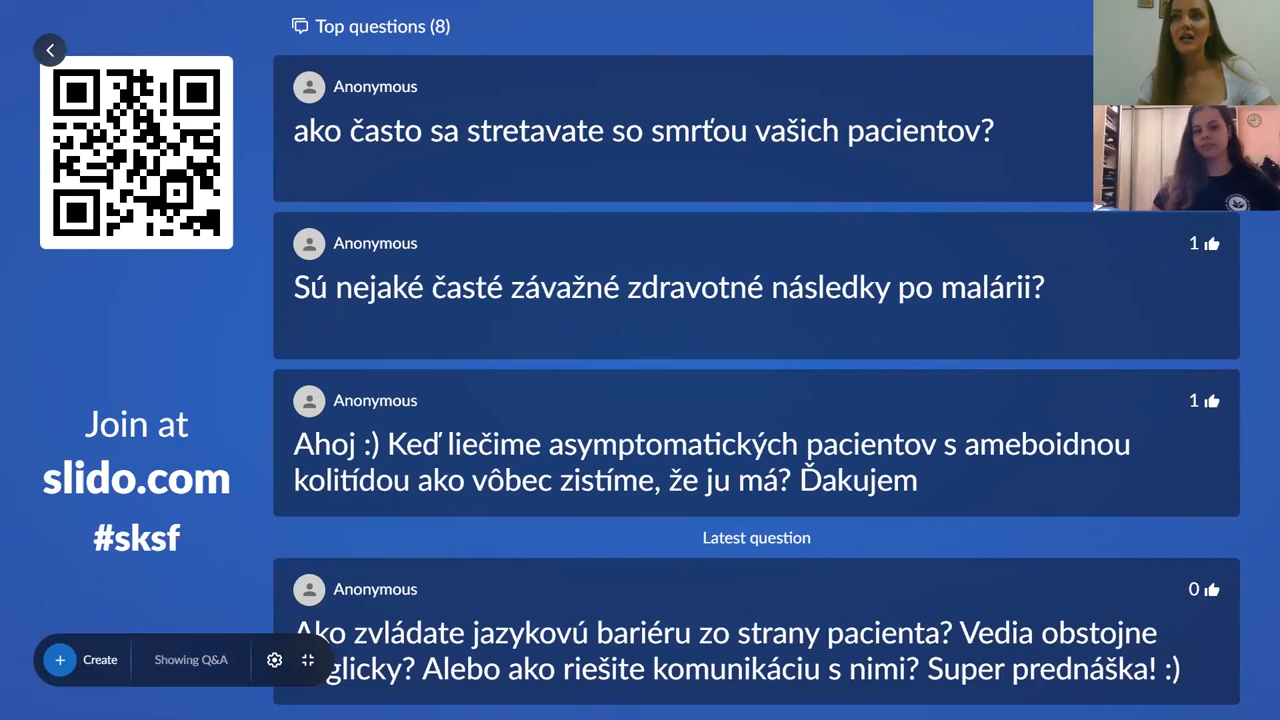 Top questions (8)
Anonymous
ako často sa stretavate so smrťou vašich pacientov?
Anonymous
1
Sú nejaké časté závažné zdravotné následky po malárii?
Anonymous
1
Ahoj :) Keď liečime asymptomatických pacientov s ameboidnou
kolitídou ako vôbec zistíme, že ju má? Ďakujem
Join at
slido.com
#sksf
Latest question
Anonymous
0
Ako zvládate jazykovú bariéru zo strany pacienta? Vedia obstojne
glicky? Alebo ako riešite komunikáciu s nimi? Super prednáška! :)
Create
Showing Q&A